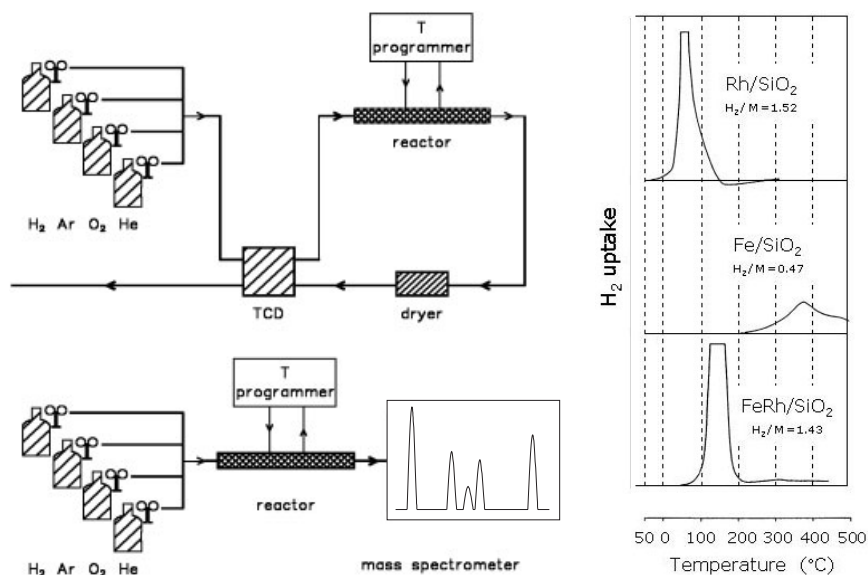 T
programmer
reactor
H₂ Ar O₂ He
TCD
dryer
T
programmer
reactor
H₂ Ar O₂ He
mass spectrometer
H₂ uptake
Rh/SiO₂
H₂/M=1.52
Fe/SiO₂
H₂/M=0.47
FeRh/SiO₂
H₂/M=1.43
50 0 100 200 300 400 500
Temperature (°C)